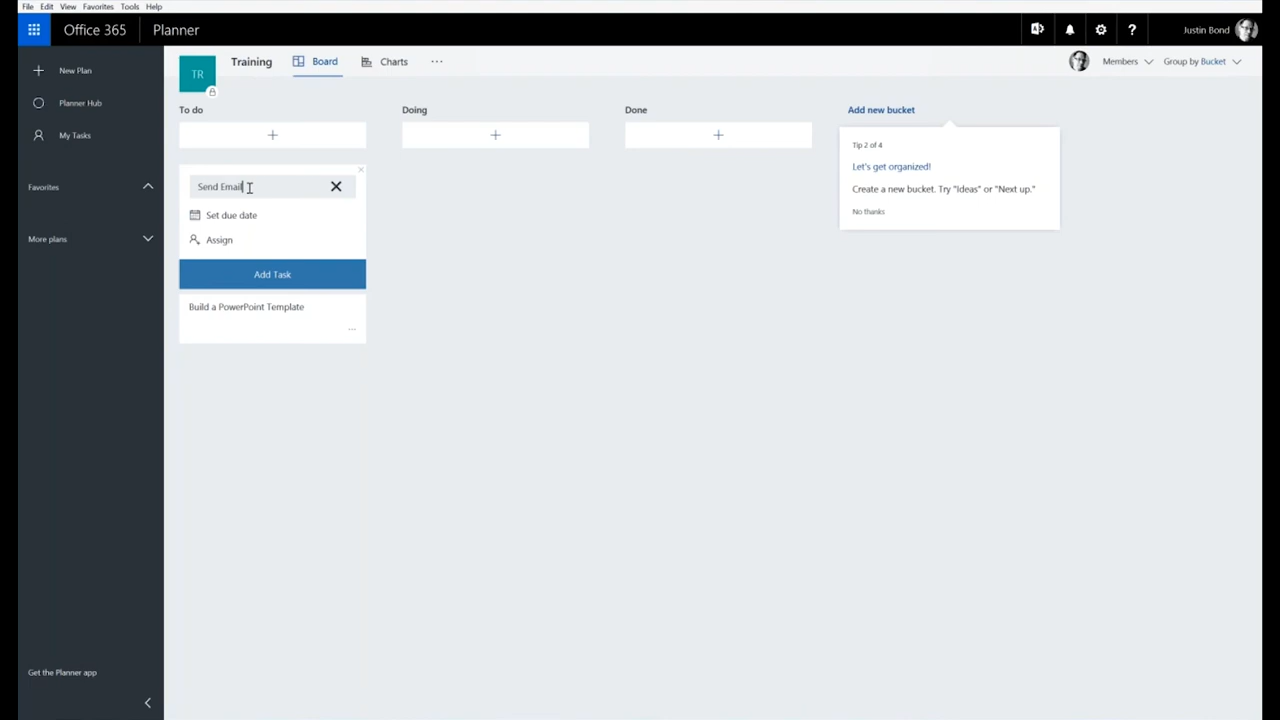 File Edit View Favorites Tools Help
Office 365 Planner Justin Bond
New Plan
Planner Hub
My Tasks
Favorites
More plans
Get the Planner app
TR Training Board Charts ... Members Group by Bucket
To do Doing Done Add new bucket
Send Email
Set due date
Assign
Add Task
Build a PowerPoint Template
...
Tip 2 of 4
Let's get organized!
Create a new bucket. Try "Ideas" or "Next up."
No thanks